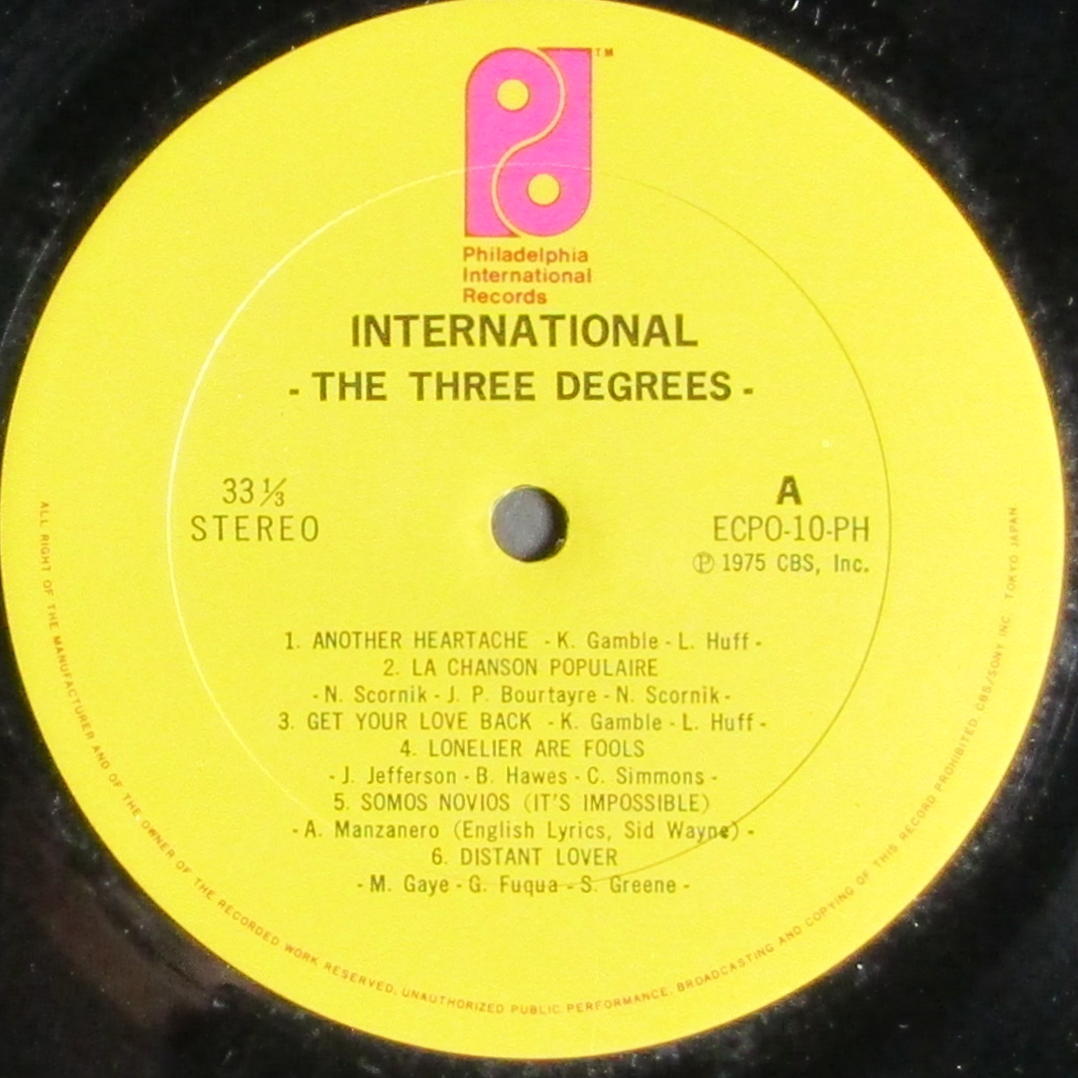 TM
Philadelphia
International
Records
INTERNATIONAL
- THE THREE DEGREES -
33 1/3
STEREO
A
ECPO-10-PH
Ⓟ 1975 CBS, Inc.
1. ANOTHER HEARTACHE - K. Gamble - L. Huff -
2. LA CHANSON POPULAIRE
- N. Scornik - J. P. Bourtayre - N. Scornik -
3. GET YOUR LOVE BACK - K. Gamble - L. Huff -
4. LONELIER ARE FOOLS
- J. Jefferson - B. Hawes - C. Simmons -
5. SOMOS NOVIOS (IT'S IMPOSSIBLE)
- A. Manzanero (English Lyrics, Sid Wayne) -
6. DISTANT LOVER
- M. Gaye - G. Fuqua - S. Greene -
ALL RIGHT OF THE MANUFACTURER AND OF THE OWNER OF THE RECORDED WORK RESERVED. UNAUTHORIZED PUBLIC PERFORMANCE. BROADCASTING AND COPYING OF THIS RECORD PROHIBITED CBS/SONY INC. TOKYO JAPAN